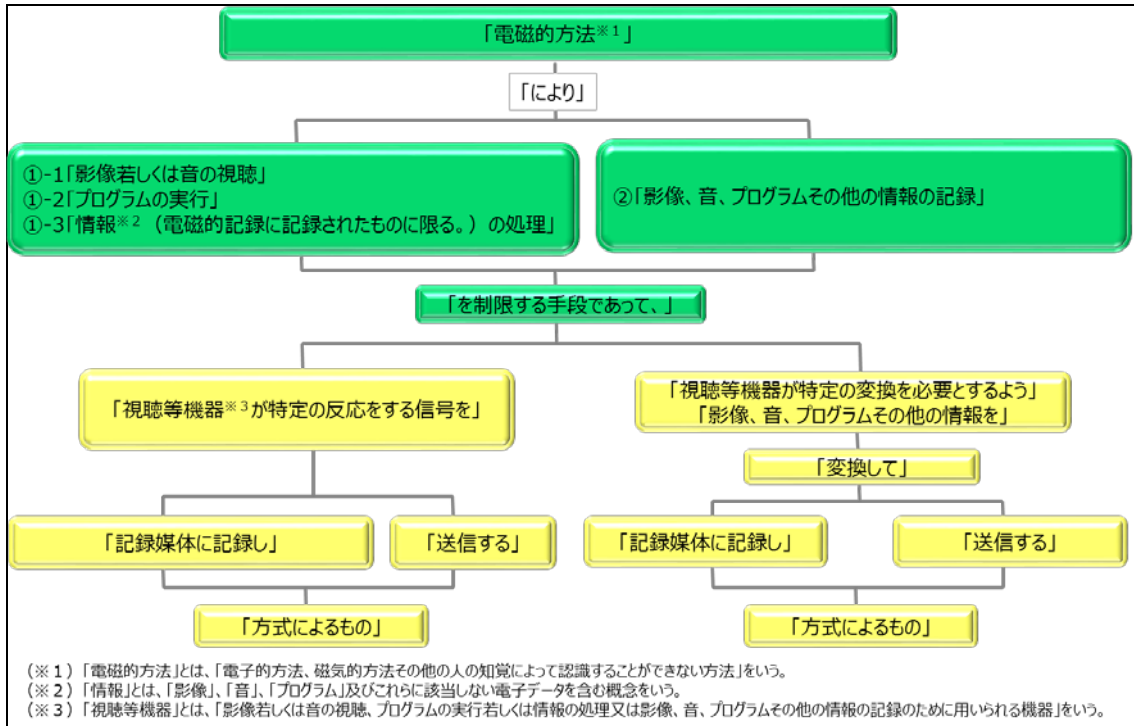 「電磁的方法※1」
「により」
①-1「影像若しくは音の視聴」
①-2「プログラムの実行」
①-3「情報※2（電磁的記録に記録されたものに限る。）の処理」
②「影像、音、プログラムその他の情報の記録」
「を制限する手段であって、」
「視聴等機器※3が特定の反応をする信号を」
「視聴等機器が特定の変換を必要とするよう」
「影像、音、プログラムその他の情報を」
「変換して」
「記録媒体に記録し」
「送信する」
「記録媒体に記録し」
「送信する」
「方式によるもの」
「方式によるもの」
（※１）「電磁的方法」とは、「電子的方法、磁気的方法その他の人の知覚によって認識することができない方法」をいう。
（※２）「情報」とは、「影像」、「音」、「プログラム」及びこれらに該当しない電子データを含む概念をいう。
（※３）「視聴等機器」とは、「影像若しくは音の視聴、プログラムの実行若しくは情報の処理又は影像、音、プログラムその他の情報の記録のために用いられる機器」をいう。